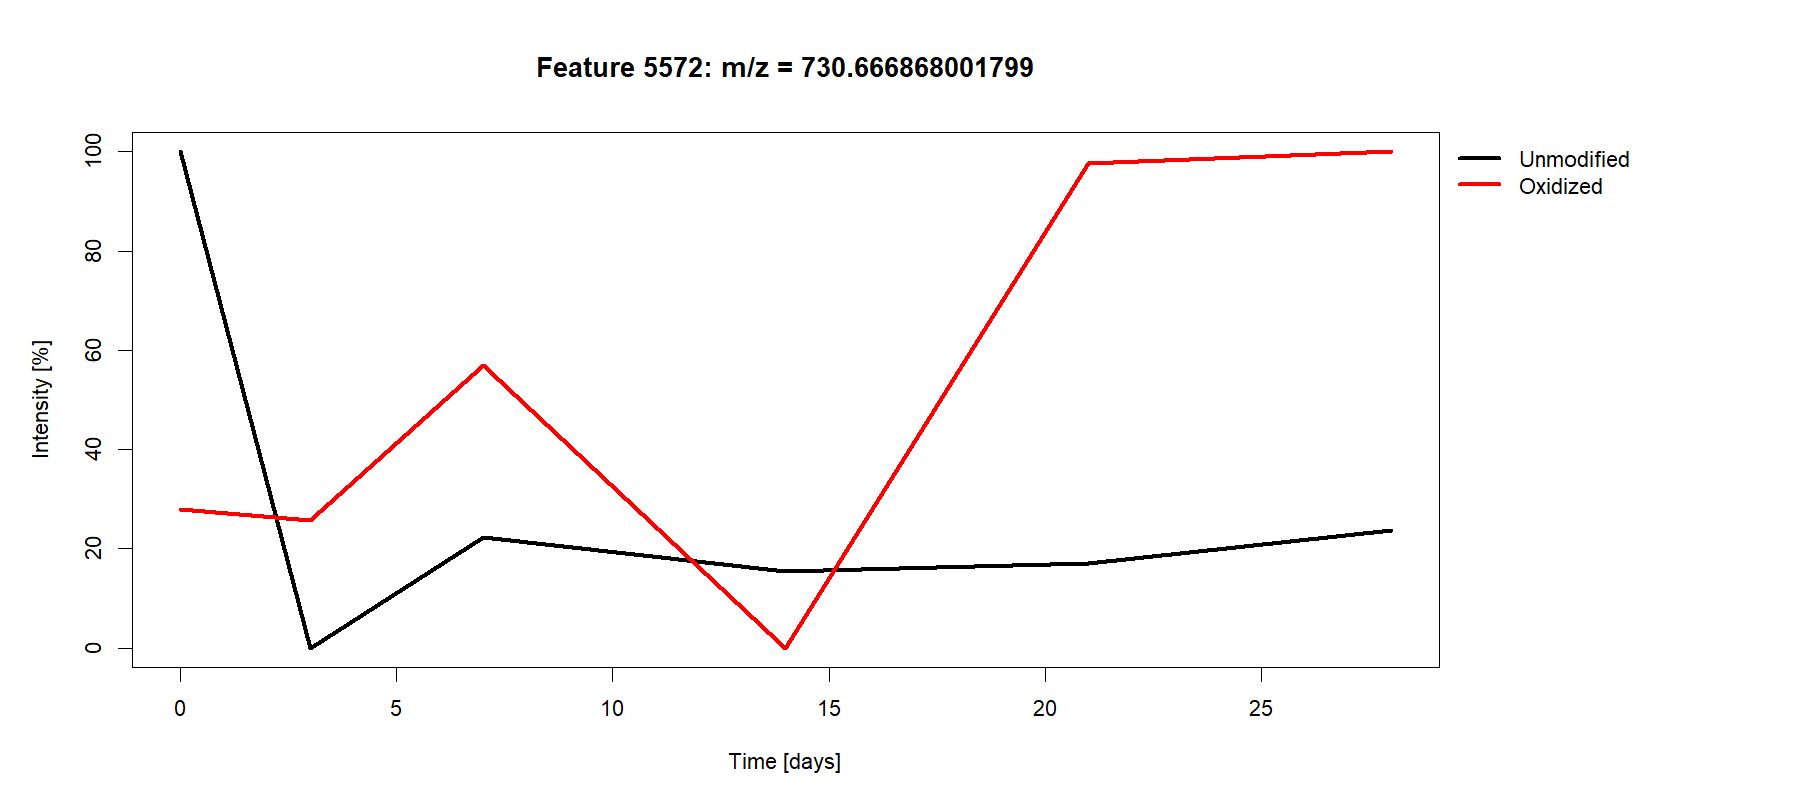 Feature 5572: m/z = 730.666868001799
Unmodified
Oxidized
Intensity [%]
100
80
60
40
20
0
0 5 10 15 20 25
Time [days]